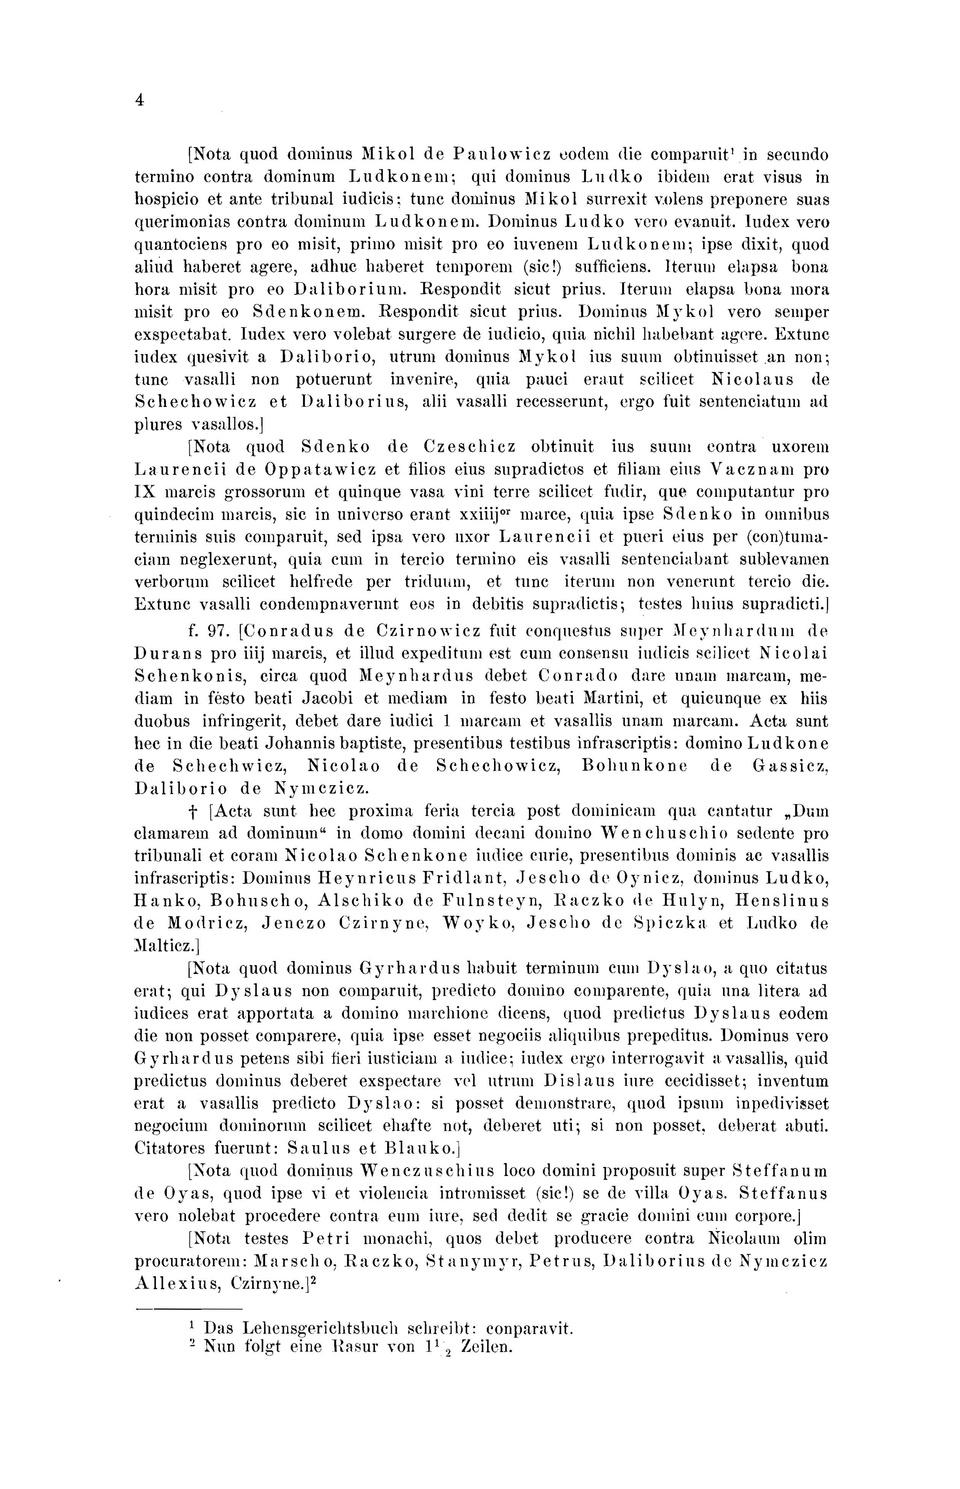 4
[Nota quod dominus Mikol de Paulowicz eodem die comparuit¹ in secundo
termino contra dominum Ludkonem; qui dominus Ludko ibidem erat visus in
hospicio et ante tribunal iudicis; tunc dominus Mikol surrexit volens preponere suas
querimonias contra dominum Ludkonem. Dominus Ludko vero evanuit. Iudex vero
quantociens pro eo misit, primo misit pro eo iuvenem Ludkonem; ipse dixit, quod
aliud haberet agere, adhuc haberet temporem (sic!) sufficiens. Iterum elapsa bona
hora misit pro eo Daliborium. Respondit sicut prius. Iterum elapsa bona mora
misit pro eo Sdenkonem. Respondit sicut prius. Dominus Mykol vero semper
exspectabat. Iudex vero volebat surgere de iudicio, quia nichil habebant agere. Extunc
iudex quesivit a Daliborio, utrum dominus Mykol ius suum obtinuisset an non;
tunc vasalli non potuerunt invenire, quia pauci eraut scilicet Nicolaus de
Schechowicz et Daliborius, alii vasalli recesserunt, ergo fuit sentenciatum ad
plures vasallos.]
[Nota quod Sdenko de Czeschicz obtinuit ius suum contra uxorem
Laurencii de Oppatawicz et filios eius supradictos et filiam eius Vacznam pro
IX marcis grossorum et quinque vasa vini terre scilicet fudir, que computantur pro
quindecim marcis, sic in universo erant xxiiijᵒʳ marce, quia ipse Sdenko in omnibus
terminis suis comparuit, sed ipsa vero uxor Laurencii et pueri eius per (con)tuma-
ciam neglexerunt, quia cum in tercio termino eis vasalli sentenciabant sublevamen
verborum scilicet helfrede per triduum, et tunc iterum non venerunt tercio die.
Extunc vasalli condempnaverunt eos in debitis supradictis; testes huius supradicti.]
f. 97. [Conradus de Czirnowicz fuit conquestus super Meynhardum de
Durans pro iiij marcis, et illud expeditum est cum consensu iudicis scilicet Nicolai
Schenkonis, circa quod Meynhardus debet Conrado dare unam marcam, me-
diam in festo beati Jacobi et mediam in festo beati Martini, et quicunque ex hiis
duobus infringerit, debet dare iudici 1 marcam et vasallis unam marcam. Acta sunt
hec in die beati Johannis baptiste, presentibus testibus infrascriptis: domino Ludkone
de Schechwicz, Nicolao de Schechowicz, Bohunkone de Gassicz,
Daliborio de Nymczicz.
† [Acta sunt hec proxima feria tercia post dominicam qua cantatur „Dum
clamarem ad dominum“ in domo domini decani domino Wenchuschio sedente pro
tribunali et coram Nicolao Schenkone iudice curie, presentibus dominis ac vasallis
infrascriptis: Dominus Heynricus Fridlant, Jescho de Oynicz, dominus Ludko,
Hanko, Bohuscho, Alschiko de Fulnsteyn, Raczko de Hulyn, Henslinus
de Modricz, Jenczo Czirnyne, Woyko, Jescho de Spiczka et Ludko de
Malticz.]
[Nota quod dominus Gyrhardus habuit terminum cum Dyslao, a quo citatus
erat; qui Dyslaus non comparuit, predicto domino comparente, quia una litera ad
iudices erat apportata a domino marchione dicens, quod predictus Dyslaus eodem
die non posset comparere, quia ipse esset negociis aliquibus prepeditus. Dominus vero
Gyrhardus petens sibi fieri iusticiam a iudice; iudex ergo interrogavit a vasallis, quid
predictus dominus deberet exspectare vel utrum Dislaus iure cecidisset; inventum
erat a vasallis predicto Dyslao: si posset demonstrare, quod ipsum inpedivisset
negocium dominorum scilicet ehafte not, deberet uti; si non posset, deberat abuti.
Citatores fuerunt: Saulus et Blauko.]
[Nota quod dominus Wenczuschius loco domini proposuit super Steffanum
de Oyas, quod ipse vi et violencia intromisset (sic!) se de villa Oyas. Steffanus
vero nolebat procedere contra eum iure, sed dedit se gracie domini cum corpore.]
[Nota testes Petri monachi, quos debet producere contra Nicolaum olim
procuratorem: Marscho, Raczko, Stanymyr, Petrus, Daliborius de Nymczicz
Allexius, Czirnyne.]²
¹ Das Lehensgerichtsbuch schreibt: conparavit.
² Nun folgt eine Rasur von 1½ Zeilen.